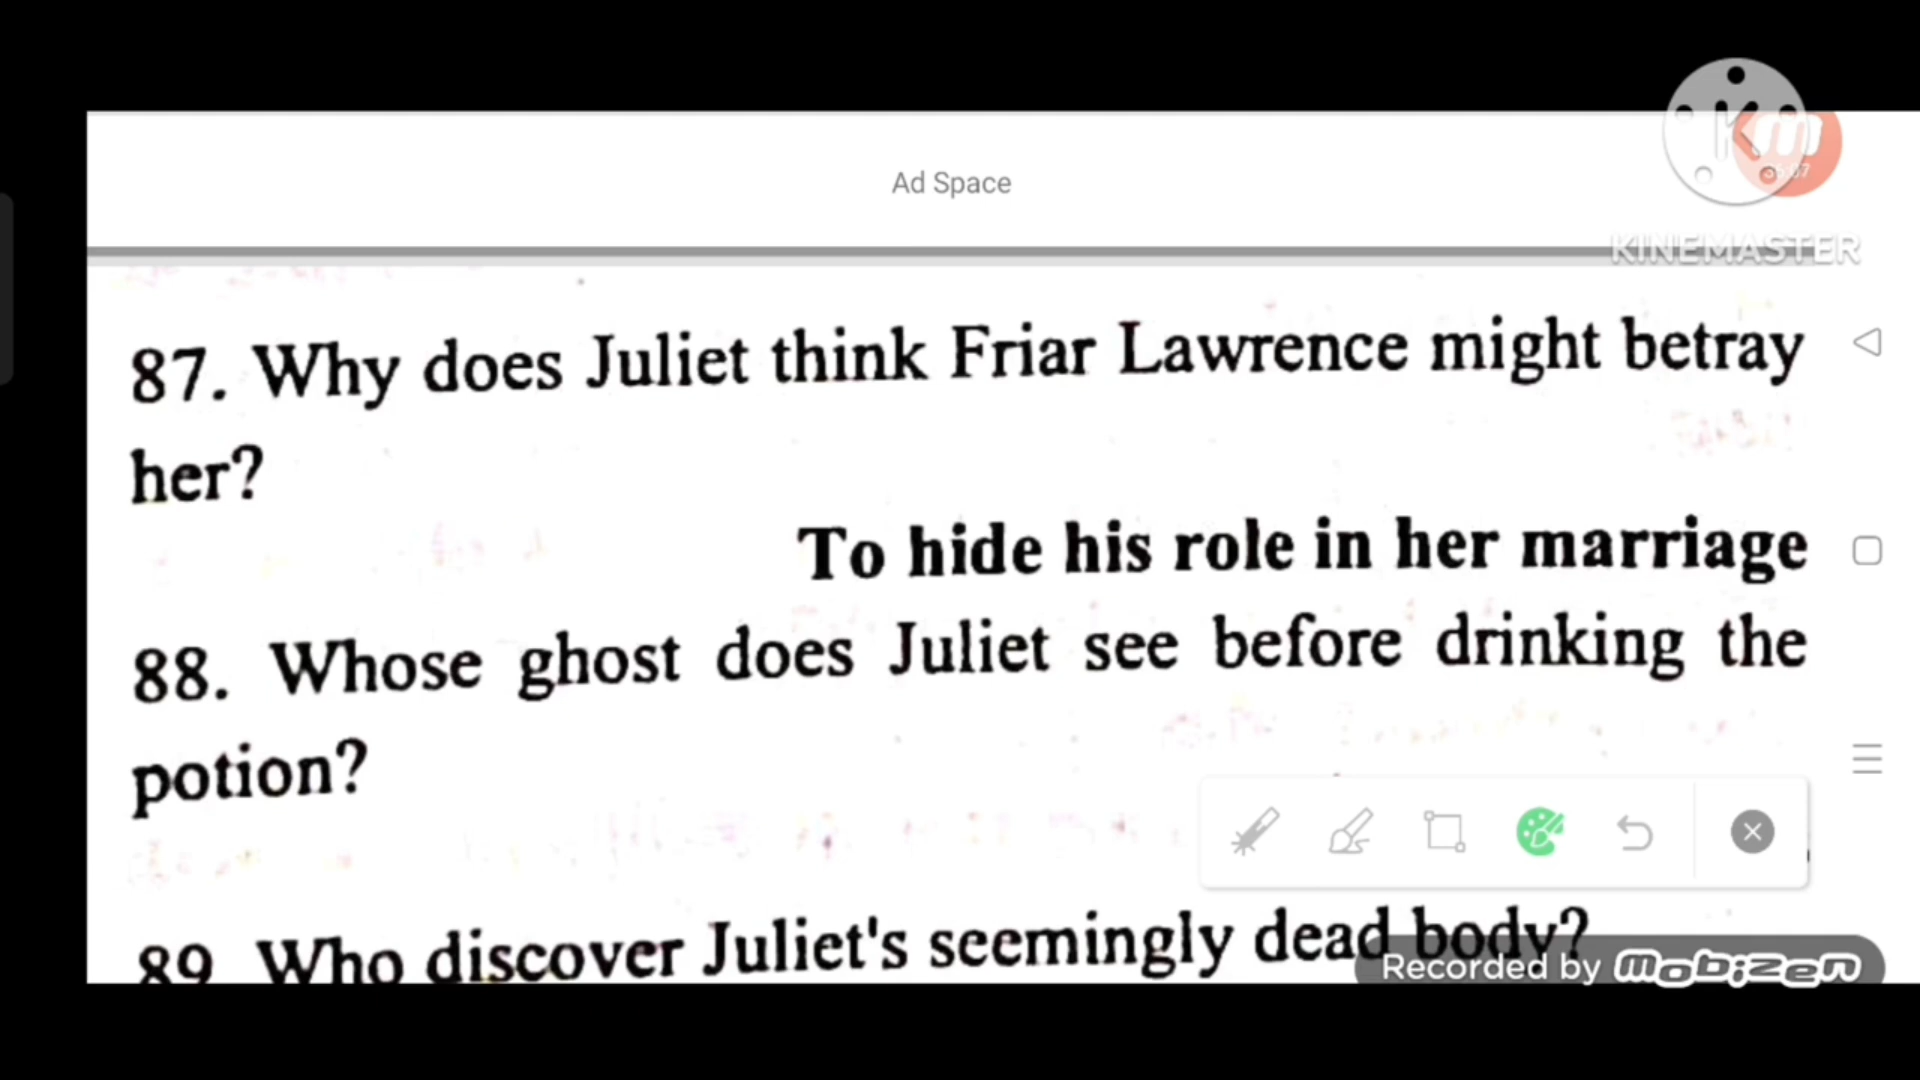 Ad Space
35:07
KINEMASTER
87. Why does Juliet think Friar Lawrence might betray
her?
To hide his role in her marriage
88. Whose ghost does Juliet see before drinking the
potion?
89 Who discover Juliet's seemingly dead body?
Recorded by mobizen